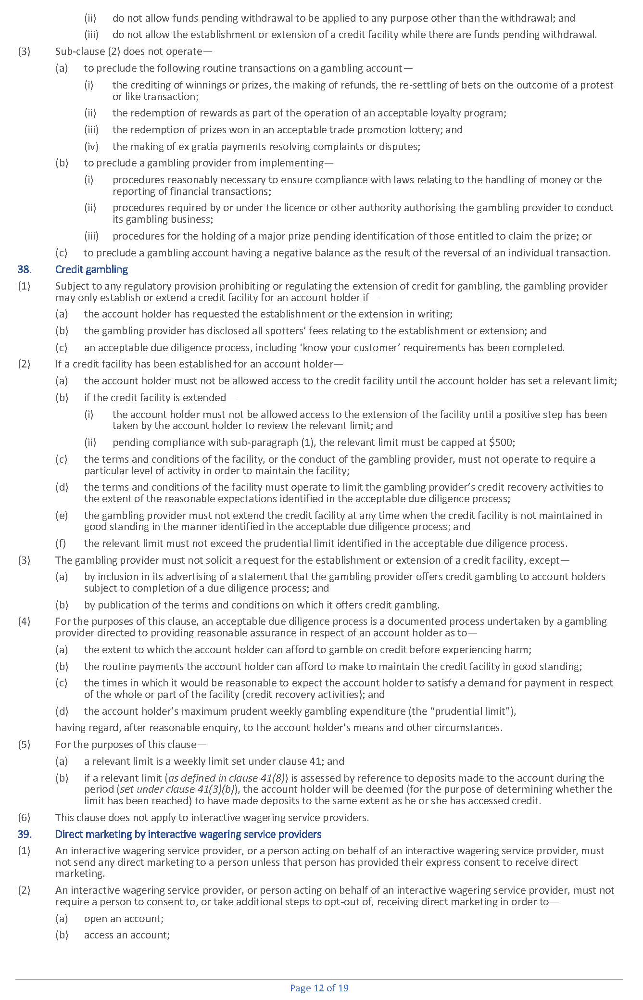 (ii) do not allow funds pending withdrawal to be applied to any purpose other than the withdrawal; and
(iii) do not allow the establishment or extension of a credit facility while there are funds pending withdrawal.
(3) Sub-clause (2) does not operate—
(a) to preclude the following routine transactions on a gambling account—
(i) the crediting of winnings or prizes, the making of refunds, the re-settling of bets on the outcome of a protest
or like transaction;
(ii) the redemption of rewards as part of the operation of an acceptable loyalty program;
(iii) the redemption of prizes won in an acceptable trade promotion lottery; and
(iv) the making of ex gratia payments resolving complaints or disputes;
(b) to preclude a gambling provider from implementing—
(i) procedures reasonably necessary to ensure compliance with laws relating to the handling of money or the
reporting of financial transactions;
(ii) procedures required by or under the licence or other authority authorising the gambling provider to conduct
its gambling business;
(iii) procedures for the holding of a major prize pending identification of those entitled to claim the prize; or
(c) to preclude a gambling account having a negative balance as the result of the reversal of an individual transaction.
38. Credit gambling
(1) Subject to any regulatory provision prohibiting or regulating the extension of credit for gambling, the gambling provider
may only establish or extend a credit facility for an account holder if—
(a) the account holder has requested the establishment or the extension in writing;
(b) the gambling provider has disclosed all spotters’ fees relating to the establishment or extension; and
(c) an acceptable due diligence process, including ‘know your customer’ requirements has been completed.
(2) If a credit facility has been established for an account holder—
(a) the account holder must not be allowed access to the credit facility until the account holder has set a relevant limit;
(b) if the credit facility is extended—
(i) the account holder must not be allowed access to the extension of the facility until a positive step has been
taken by the account holder to review the relevant limit; and
(ii) pending compliance with sub-paragraph (1), the relevant limit must be capped at $500;
(c) the terms and conditions of the facility, or the conduct of the gambling provider, must not operate to require a
particular level of activity in order to maintain the facility;
(d) the terms and conditions of the facility must operate to limit the gambling provider’s credit recovery activities to
the extent of the reasonable expectations identified in the acceptable due diligence process;
(e) the gambling provider must not extend the credit facility at any time when the credit facility is not maintained in
good standing in the manner identified in the acceptable due diligence process; and
(f) the relevant limit must not exceed the prudential limit identified in the acceptable due diligence process.
(3) The gambling provider must not solicit a request for the establishment or extension of a credit facility, except—
(a) by inclusion in its advertising of a statement that the gambling provider offers credit gambling to account holders
subject to completion of a due diligence process; and
(b) by publication of the terms and conditions on which it offers credit gambling.
(4) For the purposes of this clause, an acceptable due diligence process is a documented process undertaken by a gambling
provider directed to providing reasonable assurance in respect of an account holder as to—
(a) the extent to which the account holder can afford to gamble on credit before experiencing harm;
(b) the routine payments the account holder can afford to make to maintain the credit facility in good standing;
(c) the times in which it would be reasonable to expect the account holder to satisfy a demand for payment in respect
of the whole or part of the facility (credit recovery activities); and
(d) the account holder’s maximum prudent weekly gambling expenditure (the “prudential limit”),
having regard, after reasonable enquiry, to the account holder’s means and other circumstances.
(5) For the purposes of this clause—
(a) a relevant limit is a weekly limit set under clause 41; and
(b) if a relevant limit (as defined in clause 41(8)) is assessed by reference to deposits made to the account during the
period (set under clause 41(3)(b)), the account holder will be deemed (for the purpose of determining whether the
limit has been reached) to have made deposits to the same extent as he or she has accessed credit.
(6) This clause does not apply to interactive wagering service providers.
39. Direct marketing by interactive wagering service providers
(1) An interactive wagering service provider, or a person acting on behalf of an interactive wagering service provider, must
not send any direct marketing to a person unless that person has provided their express consent to receive direct
marketing.
(2) An interactive wagering service provider, or person acting on behalf of an interactive wagering service provider, must not
require a person to consent to, or take additional steps to opt-out of, receiving direct marketing in order to—
(a) open an account;
(b) access an account;
Page 12 of 19